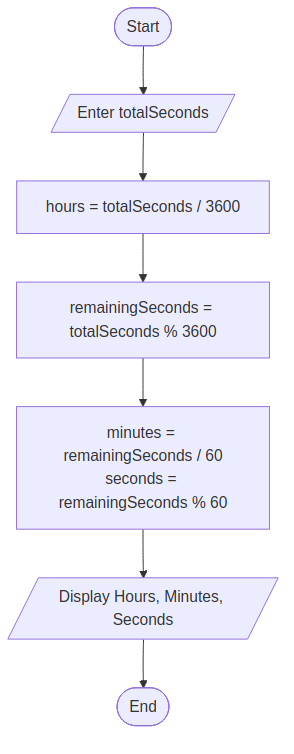 Start
Enter totalSeconds
hours = totalSeconds / 3600
remainingSeconds =
totalSeconds % 3600
minutes =
remainingSeconds / 60
seconds =
remainingSeconds % 60
Display Hours, Minutes,
Seconds
End